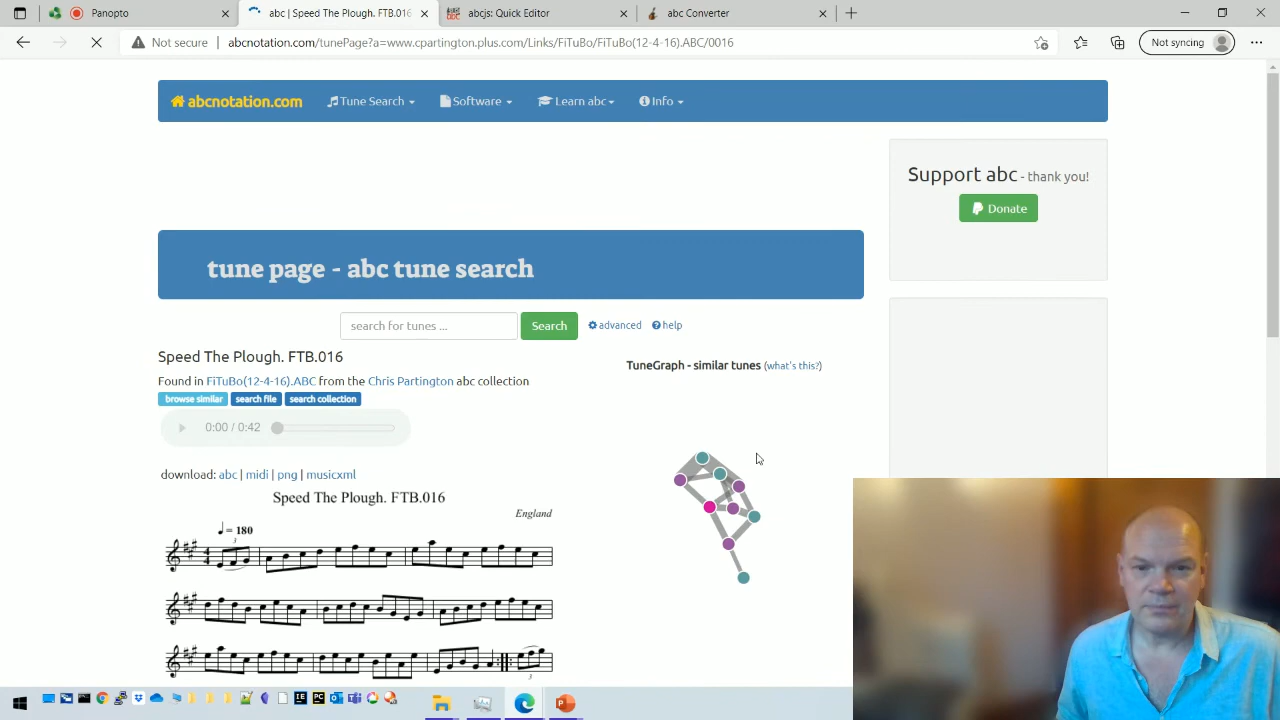 Panopto
abc | Speed The Plough. FTB.016
abcjs: Quick Editor
abc Converter
Not secure
abcnotation.com/tunePage?a=www.cpartington.plus.com/Links/FiTuBo/FiTuBo(12-4-16).ABC/0016
Not syncing
abcnotation.com
Tune Search
Software
Learn abc
Info
Support abc - thank you!
Donate
tune page - abc tune search
search for tunes ...
Search
advanced
help
Speed The Plough. FTB.016
TuneGraph - similar tunes (what's this?)
Found in FiTuBo(12-4-16).ABC from the Chris Partington abc collection
browse similar
search file
search collection
0:00 / 0:42
download: abc | midi | png | musicxml
Speed The Plough. FTB.016
England
= 180
3
4
4
3